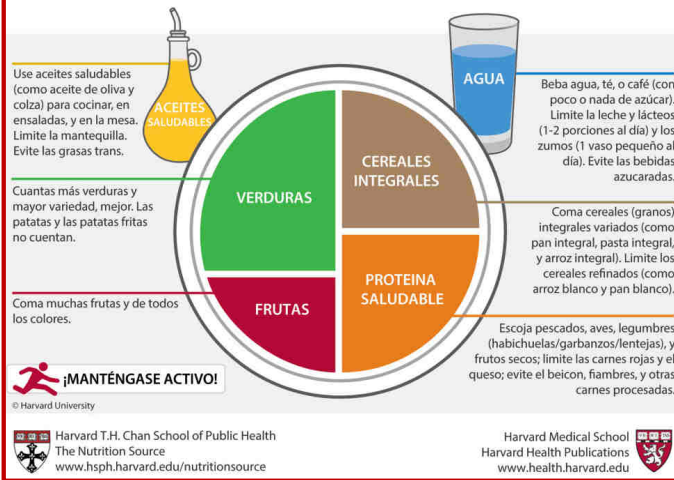 Use aceites saludables
(como aceite de oliva y
colza) para cocinar, en
ensaladas, y en la mesa.
Limite la mantequilla.
Evite las grasas trans.
ACEITES
SALUDABLES
AGUA
Beba agua, té, o café (con
poco o nada de azúcar).
Limite la leche y lácteos
(1-2 porciones al día) y los
zumos (1 vaso pequeño al
día). Evite las bebidas
azucaradas.
Cuantas más verduras y
mayor variedad, mejor. Las
patatas y las patatas fritas
no cuentan.
VERDURAS
CEREALES
INTEGRALES
Coma cereales (granos)
integrales variados (como
pan integral, pasta integral,
y arroz integral). Limite los
cereales refinados (como
arroz blanco y pan blanco).
Coma muchas frutas y de todos
los colores.
FRUTAS
PROTEINA
SALUDABLE
Escoja pescados, aves, legumbres
(habichuelas/garbanzos/lentejas), y
frutos secos; limite las carnes rojas y el
queso; evite el beicon, fiambres, y otras
carnes procesadas.
¡MANTÉNGASE ACTIVO!
© Harvard University
Harvard T.H. Chan School of Public Health
The Nutrition Source
www.hsph.harvard.edu/nutritionsource
Harvard Medical School
Harvard Health Publications
www.health.harvard.edu